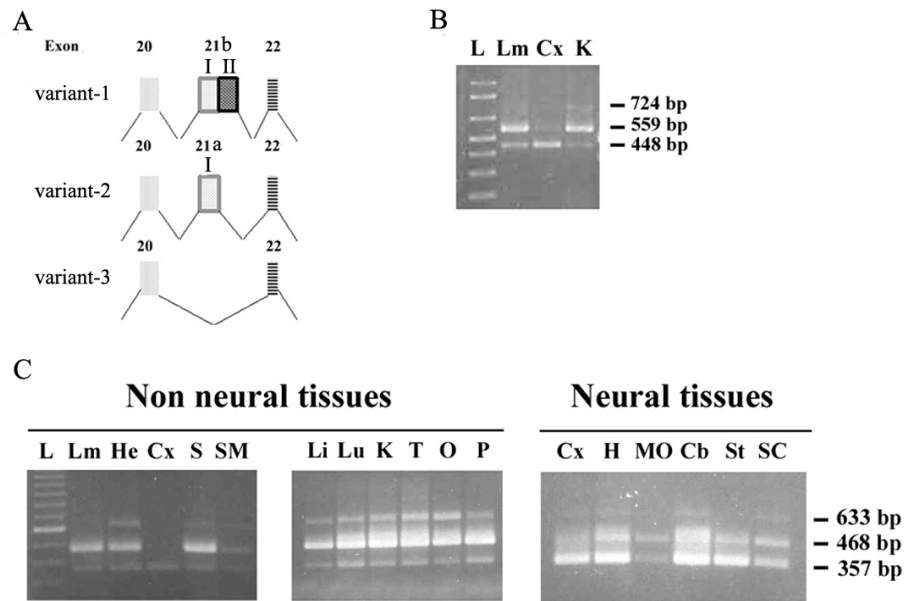 A
Exon 20 21b 22
I II
variant-1
20 21a 22
I
variant-2
20 22
variant-3
B
L Lm Cx K
724 bp
559 bp
448 bp
C
Non neural tissues
Neural tissues
L Lm He Cx S SM
Li Lu K T O P
Cx H MO Cb St SC
633 bp
468 bp
357 bp